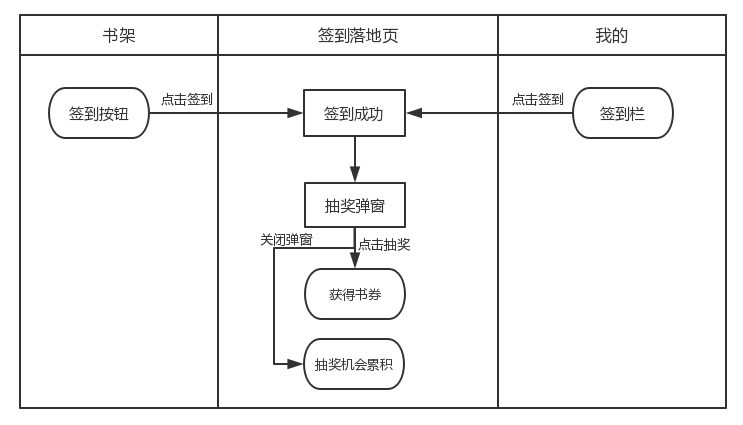 书架
签到落地页
我的
签到按钮
点击签到
签到成功
点击签到
签到栏
抽奖弹窗
关闭弹窗
点击抽奖
获得书券
抽奖机会累积